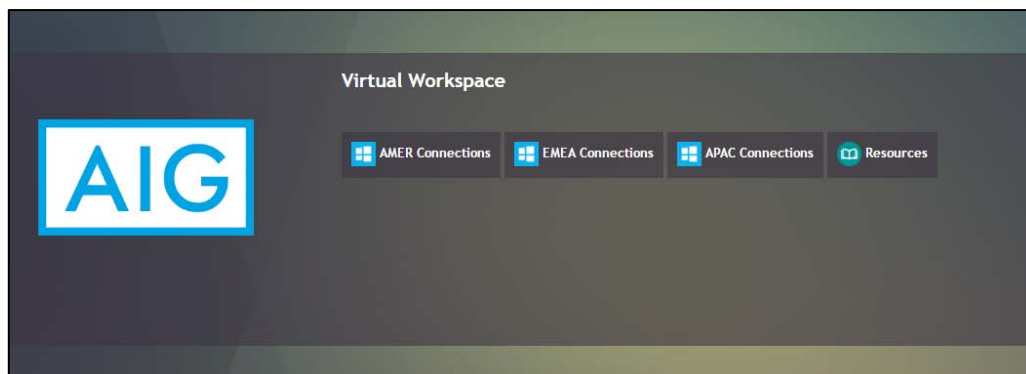 Virtual Workspace
AIG
AMER Connections
EMEA Connections
APAC Connections
Resources